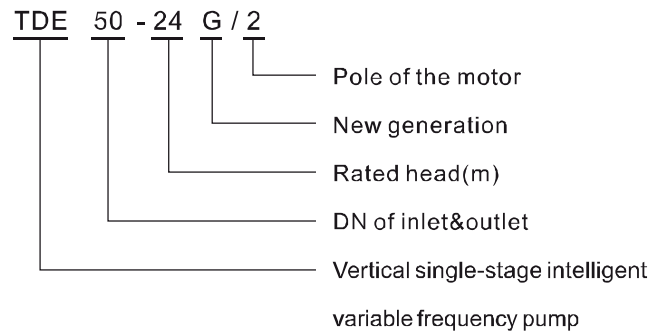 TDE 50 - 24 G / 2
Pole of the motor
New generation
Rated head(m)
DN of inlet&outlet
Vertical single-stage intelligent
variable frequency pump